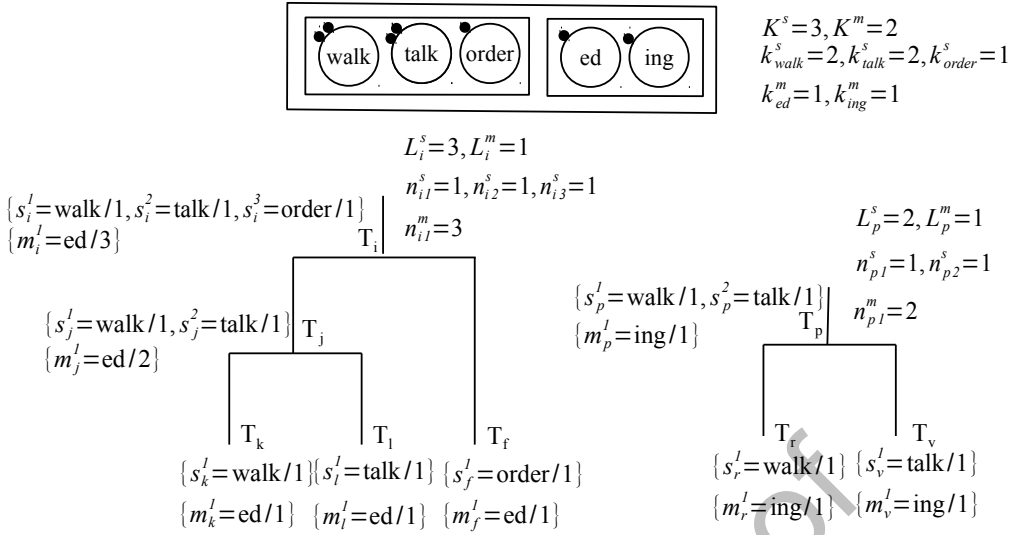 walk talk order ed ing
K^s=3, K^m=2
k^s_walk=2, k^s_talk=2, k^s_order=1
k^m_ed=1, k^m_ing=1
L^s_i=3, L^m_i=1
n^s_i1=1, n^s_i2=1, n^s_i3=1
n^m_i1=3
{s^1_i=walk/1, s^2_i=talk/1, s^3_i=order/1}
{m^1_i=ed/3}
T_i
L^s_p=2, L^m_p=1
n^s_p1=1, n^s_p2=1
n^m_p1=2
{s^1_p=walk/1, s^2_p=talk/1}
{m^1_p=ing/1}
T_p
{s^1_j=walk/1, s^2_j=talk/1}
{m^1_j=ed/2}
T_j
T_k T_l T_f
{s^1_k=walk/1} {s^1_l=talk/1} {s^1_f=order/1}
{m^1_k=ed/1} {m^1_l=ed/1} {m^1_f=ed/1}
T_r T_v
{s^1_r=walk/1} {s^1_v=talk/1}
{m^1_r=ing/1} {m^1_v=ing/1}
of